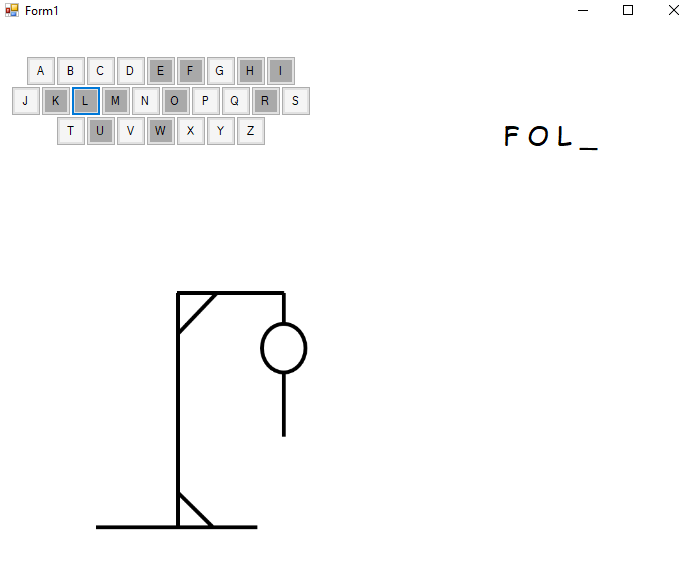 Form1
A B C D E F G H I
J K L M N O P Q R S
T U V W X Y Z
F O L _